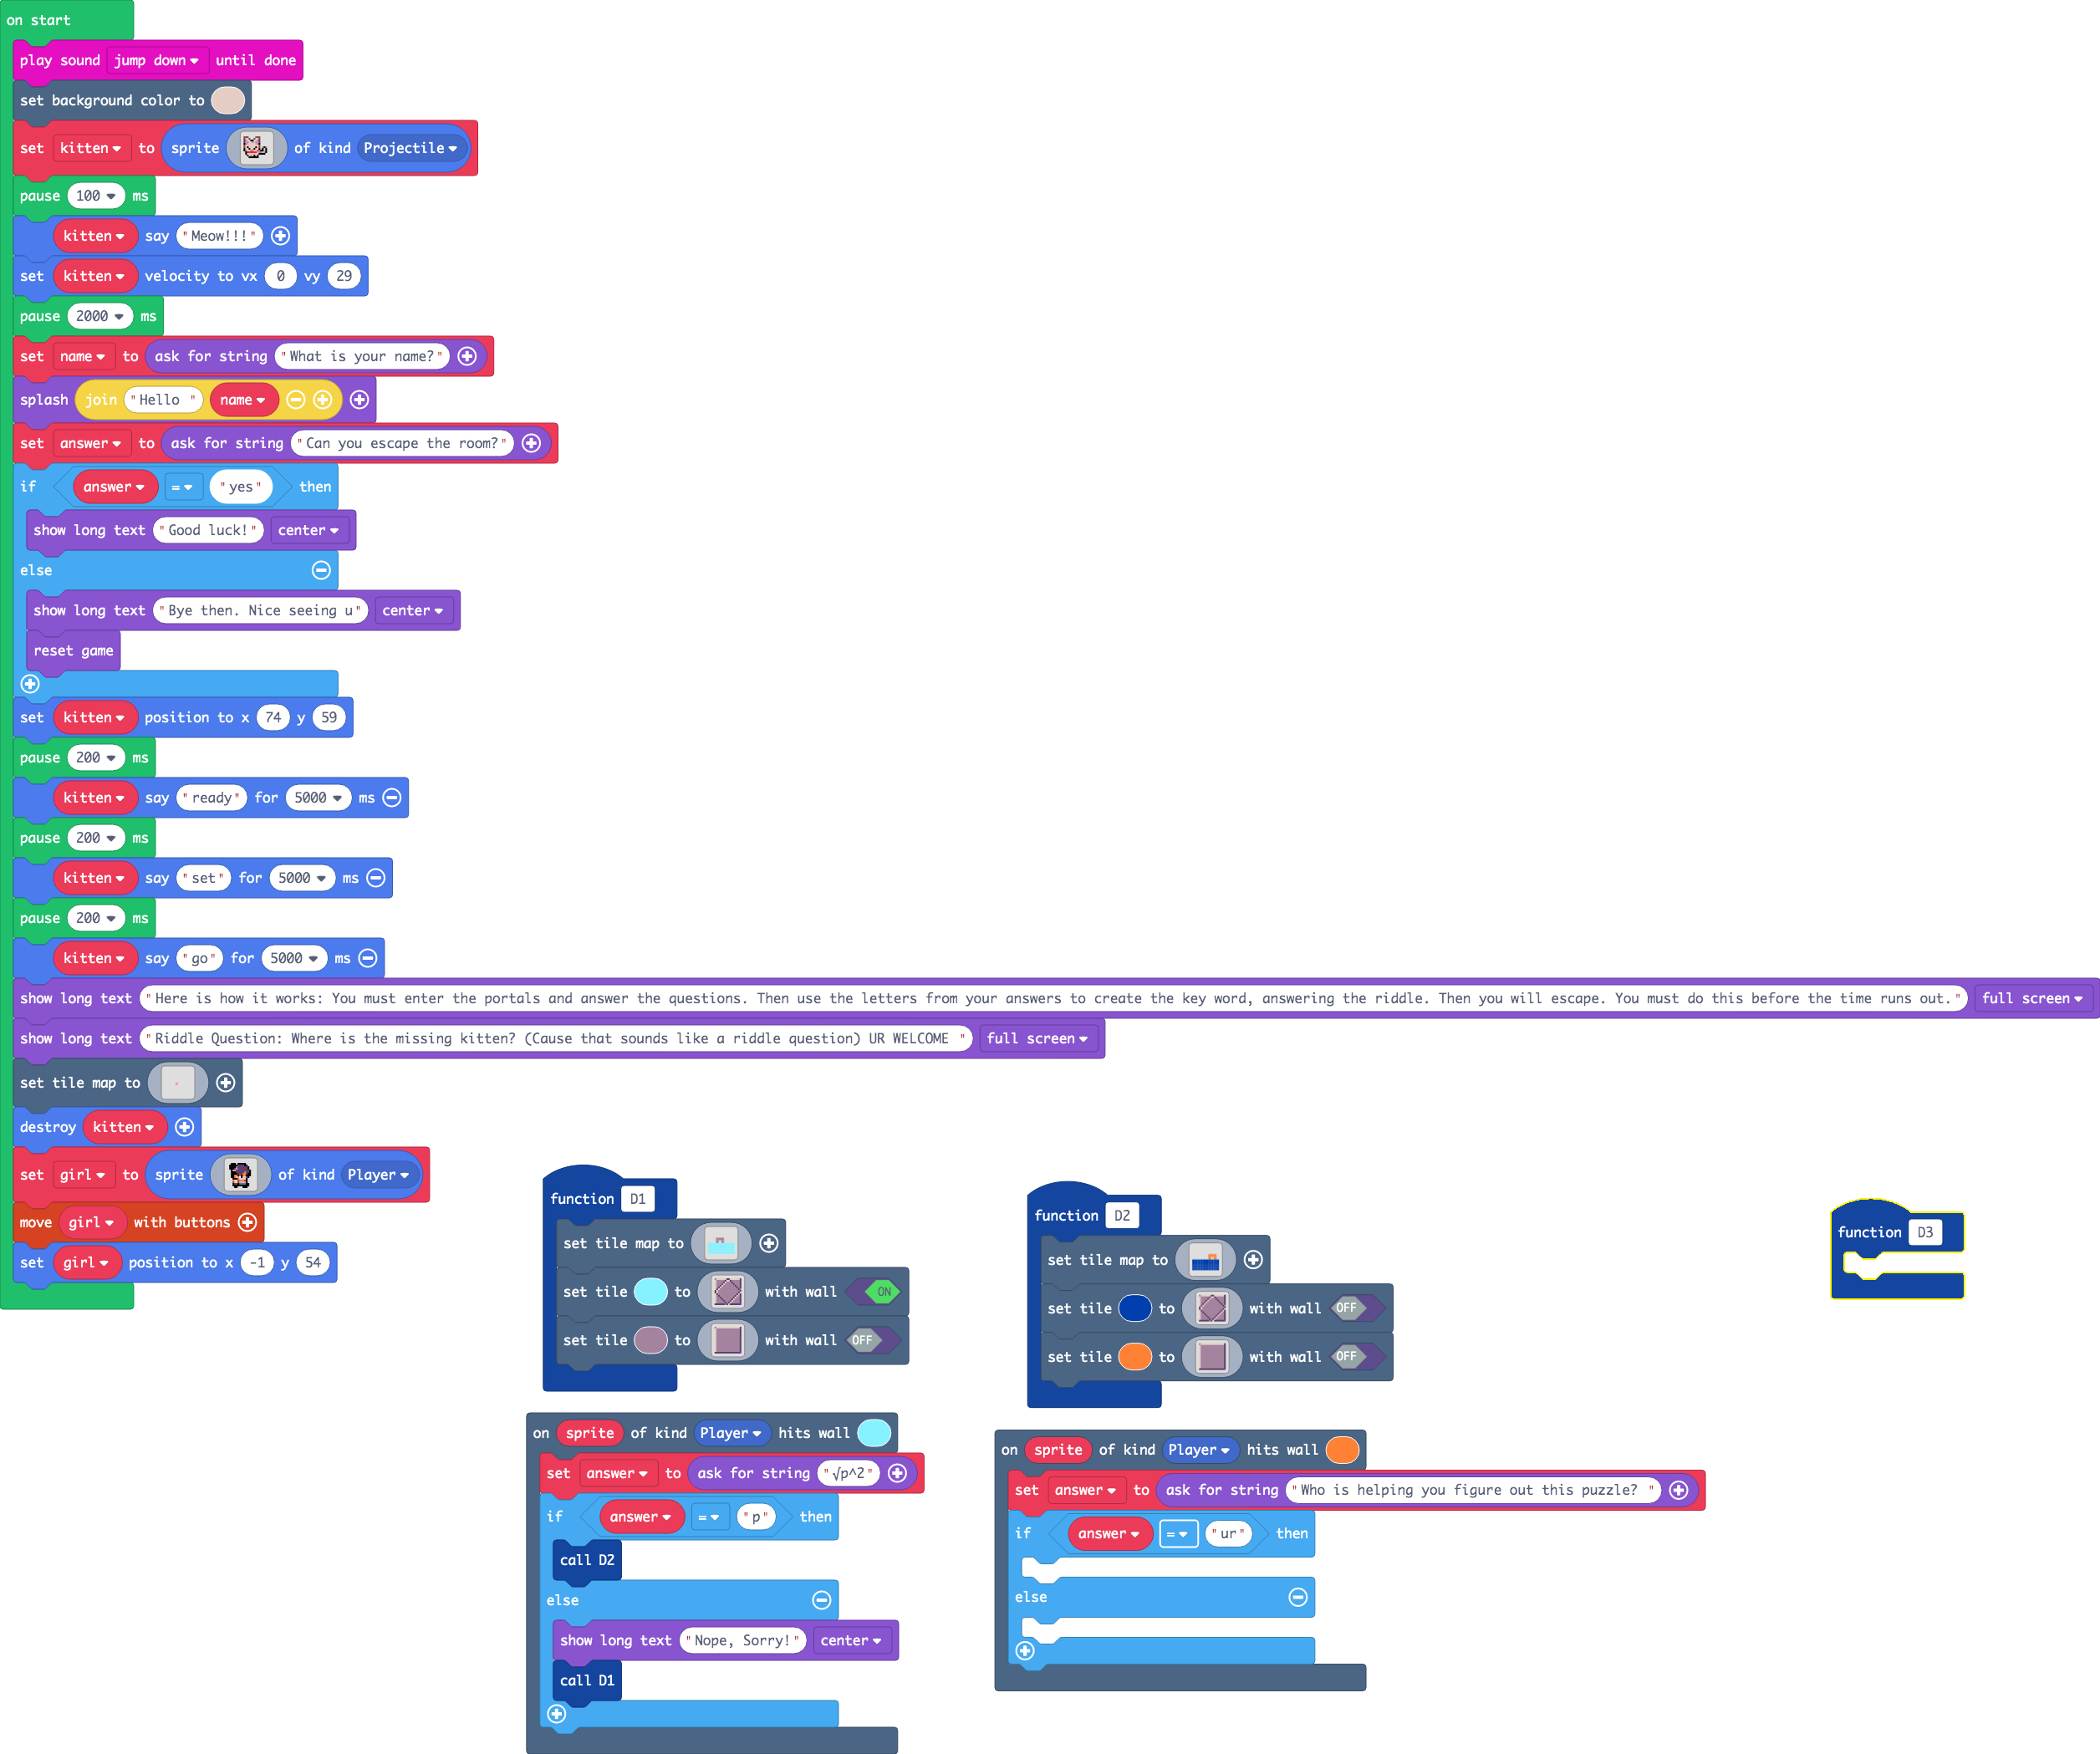 on start
play sound jump down until done
set background color to
set kitten to sprite of kind Projectile
pause 100 ms
kitten say "Meow!!!"
set kitten velocity to vx 0 vy 29
pause 2000 ms
set name to ask for string "What is your name?"
splash join "Hello " name
set answer to ask for string "Can you escape the room?"
if answer = "yes" then
show long text "Good luck!" center
else
show long text "Bye then. Nice seeing u" center
reset game
set kitten position to x 74 y 59
pause 200 ms
kitten say "ready" for 5000 ms
pause 200 ms
kitten say "set" for 5000 ms
pause 200 ms
kitten say "go" for 5000 ms
show long text "Here is how it works: You must enter the portals and answer the questions. Then use the letters from your answers to create the key word, answering the riddle. Then you will escape. You must do this before the time runs out." full screen
show long text "Riddle Question: Where is the missing kitten? (Cause that sounds like a riddle question) UR WELCOME " full screen
set tile map to
destroy kitten
set girl to sprite of kind Player
move girl with buttons
set girl position to x -1 y 54
function D1
set tile map to
set tile to with wall ON
set tile to with wall OFF
on sprite of kind Player hits wall
set answer to ask for string "√p^2"
if answer = "p" then
call D2
else
show long text "Nope, Sorry!" center
call D1
function D2
set tile map to
set tile to with wall OFF
set tile to with wall OFF
on sprite of kind Player hits wall
set answer to ask for string "Who is helping you figure out this puzzle? "
if answer = "ur" then
else
function D3